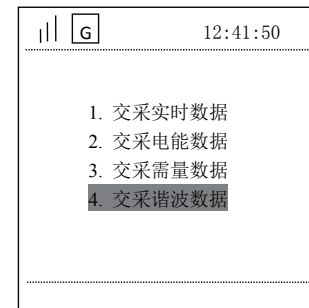 G 12:41:50
1. 交采实时数据
2. 交采电能数据
3. 交采需量数据
4. 交采谐波数据